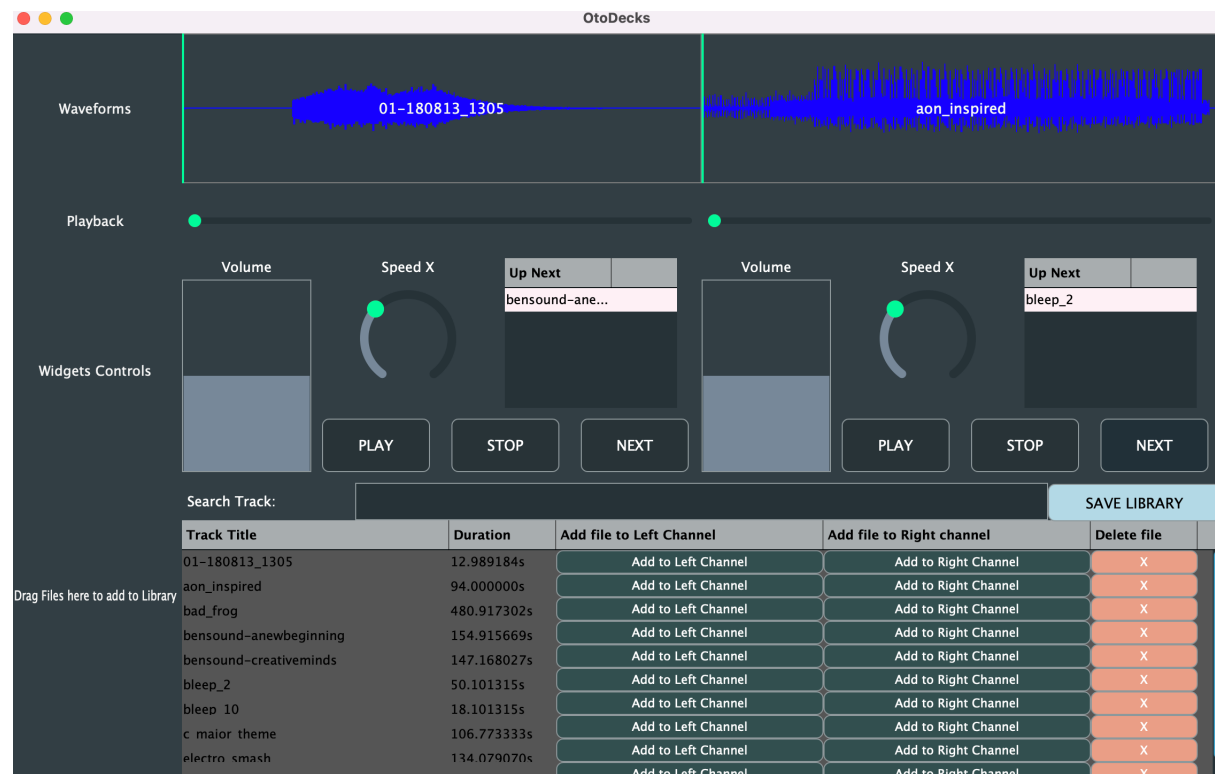 OtoDecks
Waveforms
01-180813_1305
aon_inspired
Playback
Volume
Speed X
Up Next
bensound-ane...
Volume
Speed X
Up Next
bleep_2
Widgets Controls
PLAY
STOP
NEXT
PLAY
STOP
NEXT
Search Track:
SAVE LIBRARY
Track Title Duration Add file to Left Channel Add file to Right channel Delete file
01-180813_1305 12.989184s Add to Left Channel Add to Right Channel X
aon_inspired 94.000000s Add to Left Channel Add to Right Channel X
Drag Files here to add to Library
bad_frog 480.917302s Add to Left Channel Add to Right Channel X
bensound-anewbeginning 154.915669s Add to Left Channel Add to Right Channel X
bensound-creativeminds 147.168027s Add to Left Channel Add to Right Channel X
bleep_2 50.101315s Add to Left Channel Add to Right Channel X
bleep_10 18.101315s Add to Left Channel Add to Right Channel X
c_major_theme 106.773333s Add to Left Channel Add to Right Channel X
electro_smash 134.079070s Add to Left Channel Add to Right Channel X
Add to Left Channel Add to Right Channel X